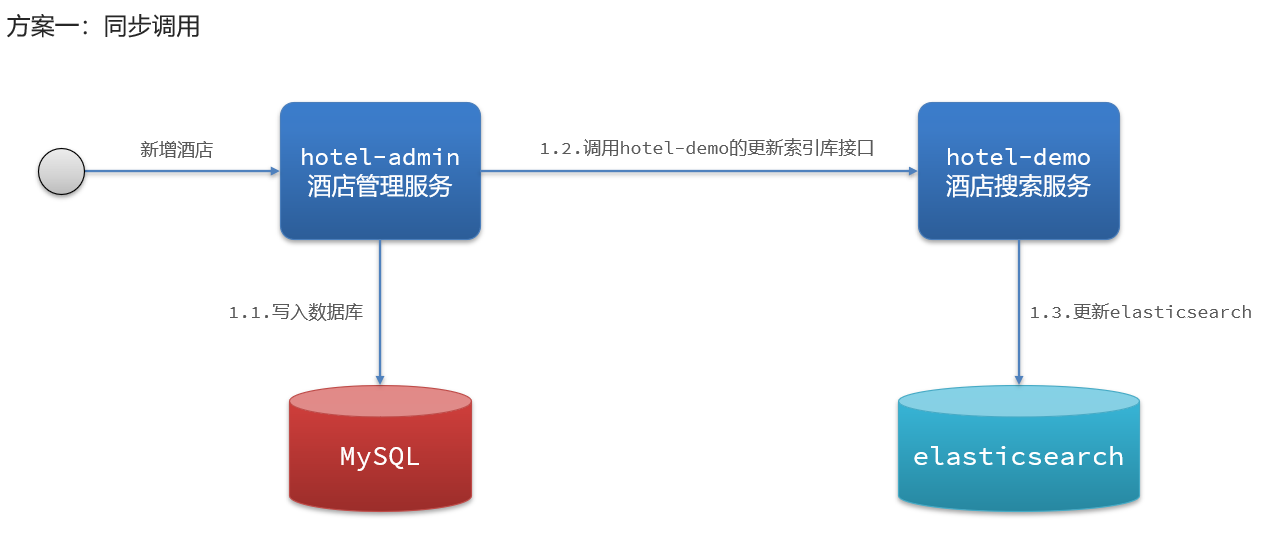 方案一：同步调用
新增酒店
hotel-admin
酒店管理服务
1.2.调用hotel-demo的更新索引库接口
hotel-demo
酒店搜索服务
1.1.写入数据库
1.3.更新elasticsearch
MySQL
elasticsearch